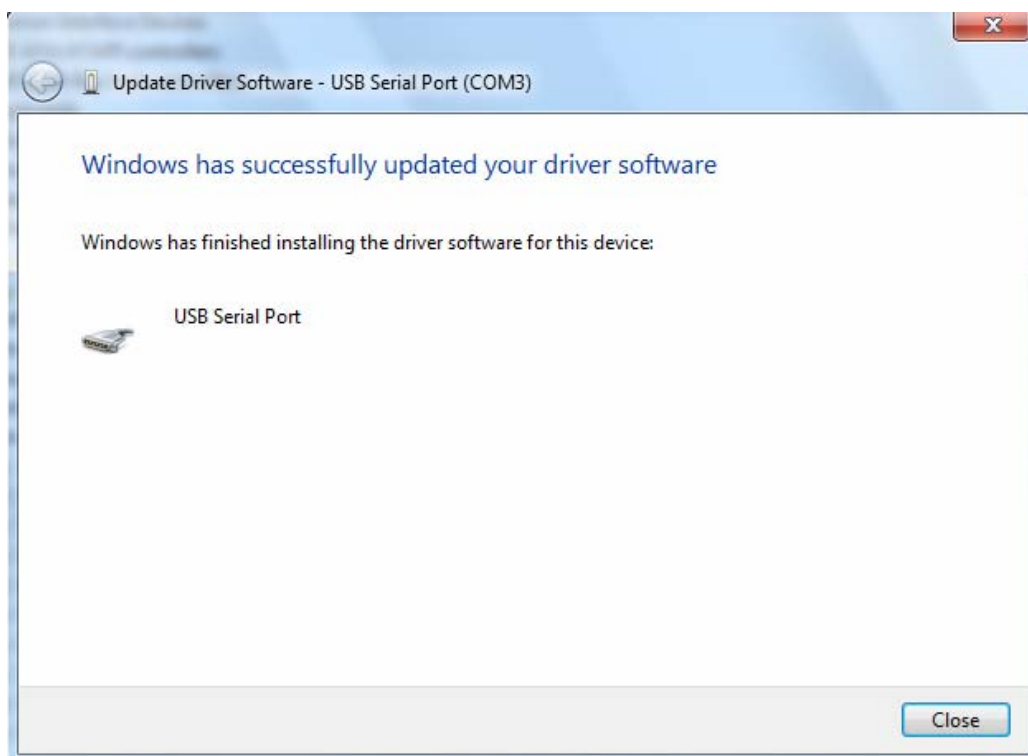 Update Driver Software - USB Serial Port (COM3)
Windows has successfully updated your driver software
Windows has finished installing the driver software for this device:
USB Serial Port
Close